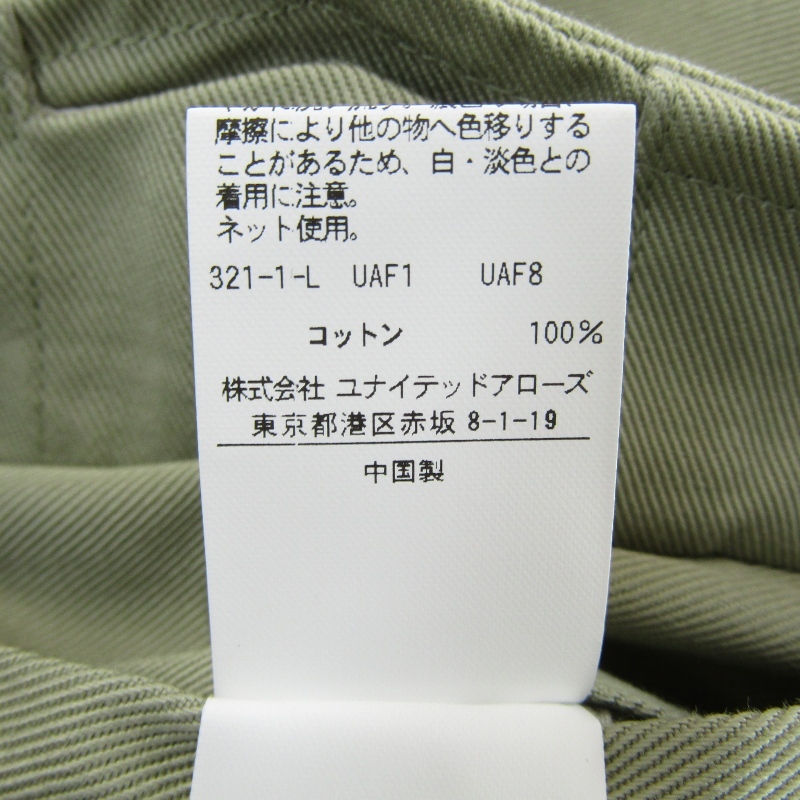 摩擦により他の物へ色移りする
ことがあるため、白・淡色との
着用に注意。
ネット使用。
321-1-L UAF1 UAF8
コットン 100%
株式会社 ユナイテッドアローズ
東京都港区赤坂 8-1-19
中国製